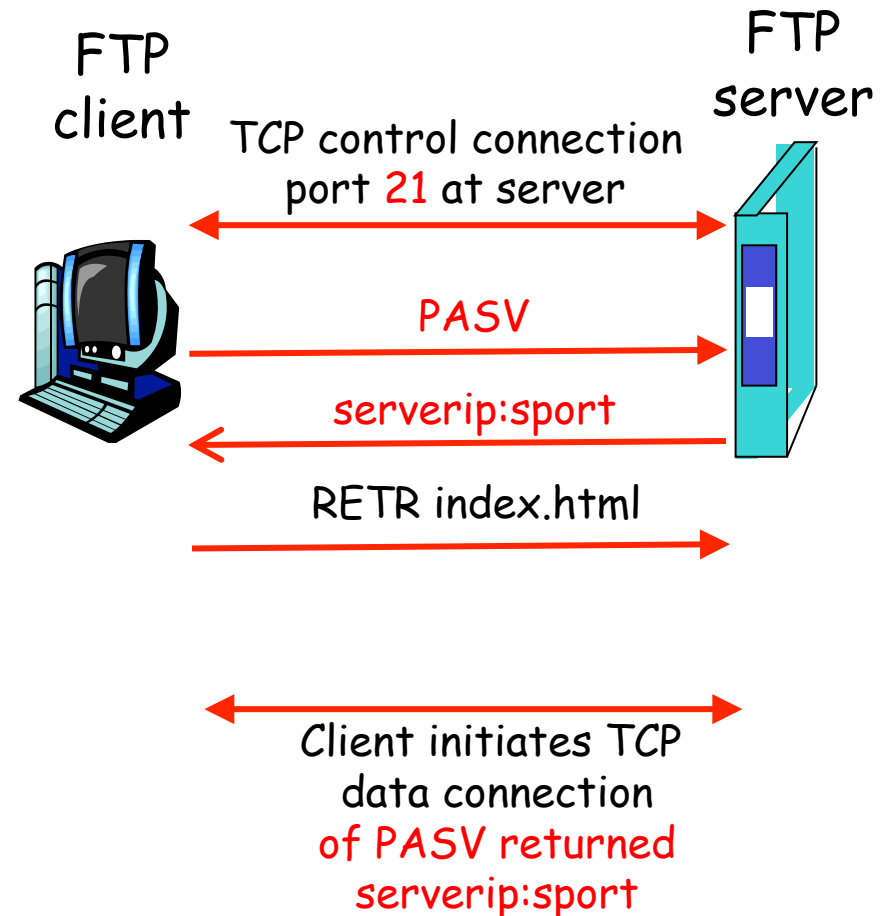 FTP
client
FTP
server
TCP control connection
port 21 at server
PASV
serverip:sport
RETR index.html
Client initiates TCP
data connection
of PASV returned
serverip:sport